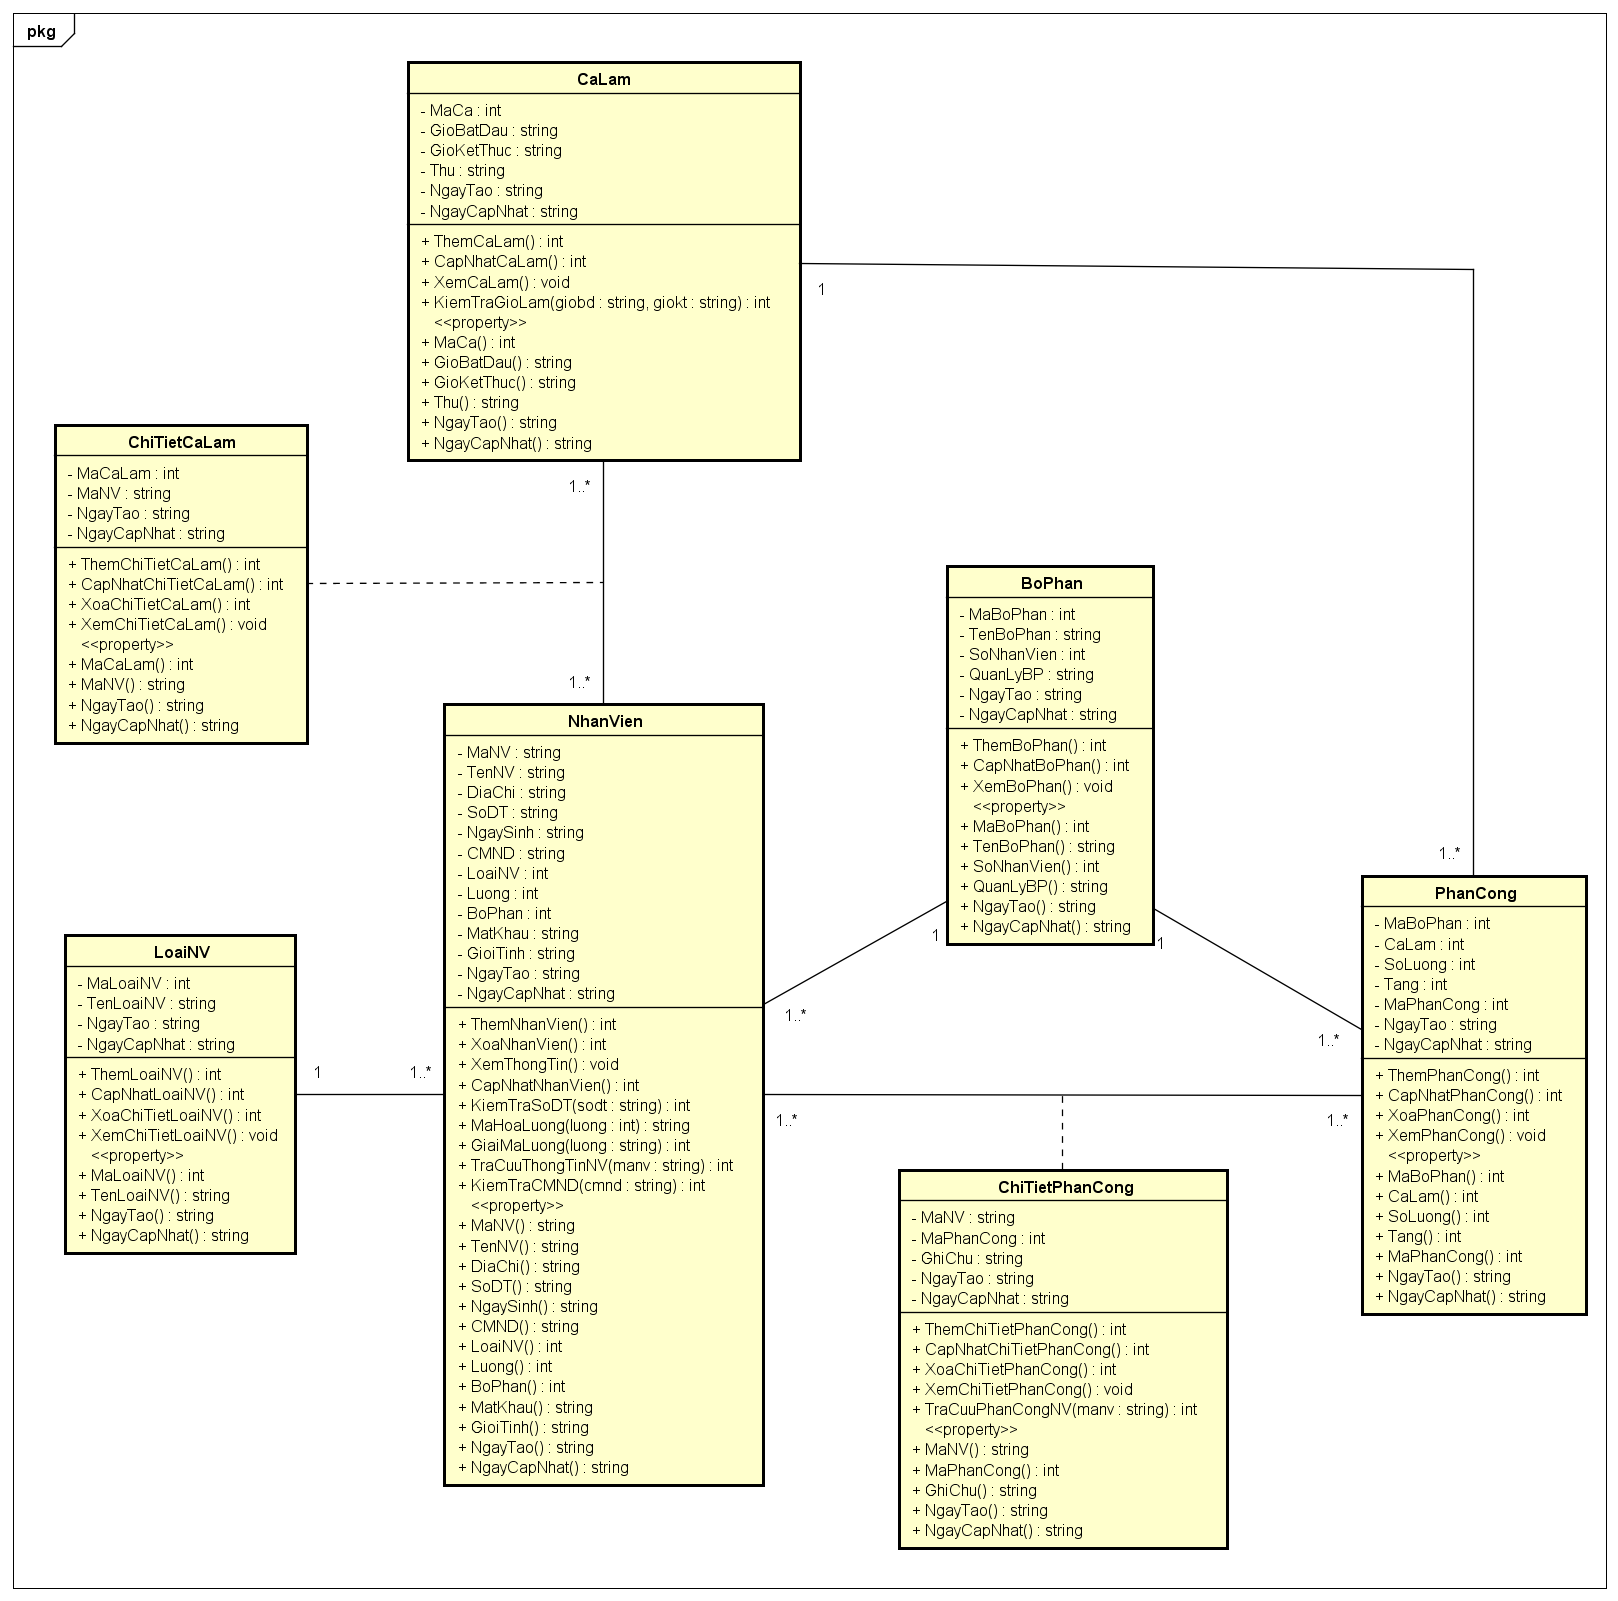 pkg
CaLam
- MaCa : int
- GioBatDau : string
- GioKetThuc : string
- Thu : string
- NgayTao : string
- NgayCapNhat : string
+ ThemCaLam() : int
+ CapNhatCaLam() : int
+ XemCaLam() : void
+ KiemTraGioLam(giobd : string, giokt : string) : int
<<property>>
+ MaCa() : int
+ GioBatDau() : string
+ GioKetThuc() : string
+ Thu() : string
+ NgayTao() : string
+ NgayCapNhat() : string
1
1..*
ChiTietCaLam
- MaCaLam : int
- MaNV : string
- NgayTao : string
- NgayCapNhat : string
+ ThemChiTietCaLam() : int
+ CapNhatChiTietCaLam() : int
+ XoaChiTietCaLam() : int
+ XemChiTietCaLam() : void
<<property>>
+ MaCaLam() : int
+ MaNV() : string
+ NgayTao() : string
+ NgayCapNhat() : string
1..*
BoPhan
- MaBoPhan : int
- TenBoPhan : string
- SoNhanVien : int
- QuanLyBP : string
- NgayTao : string
- NgayCapNhat : string
+ ThemBoPhan() : int
+ CapNhatBoPhan() : int
+ XemBoPhan() : void
<<property>>
+ MaBoPhan() : int
+ TenBoPhan() : string
+ SoNhanVien() : int
+ QuanLyBP() : string
+ NgayTao() : string
+ NgayCapNhat() : string
1
1
1..*
NhanVien
- MaNV : string
- TenNV : string
- DiaChi : string
- SoDT : string
- NgaySinh : string
- CMND : string
- LoaiNV : int
- Luong : int
- BoPhan : int
- MatKhau : string
- GioiTinh : string
- NgayTao : string
- NgayCapNhat : string
+ ThemNhanVien() : int
+ XoaNhanVien() : int
+ XemThongTin() : void
+ CapNhatNhanVien() : int
+ KiemTraSoDT(sodt : string) : int
+ MaHoaLuong(luong : int) : string
+ GiaiMaLuong(luong : string) : int
+ TraCuuThongTinNV(manv : string) : int
+ KiemTraCMND(cmnd : string) : int
<<property>>
+ MaNV() : string
+ TenNV() : string
+ DiaChi() : string
+ SoDT() : string
+ NgaySinh() : string
+ CMND() : string
+ LoaiNV() : int
+ Luong() : int
+ BoPhan() : int
+ MatKhau() : string
+ GioiTinh() : string
+ NgayTao() : string
+ NgayCapNhat() : string
1..*
1..*
PhanCong
- MaBoPhan : int
- CaLam : int
- SoLuong : int
- Tang : int
- MaPhanCong : int
- NgayTao : string
- NgayCapNhat : string
+ ThemPhanCong() : int
+ CapNhatPhanCong() : int
+ XoaPhanCong() : int
+ XemPhanCong() : void
<<property>>
+ MaBoPhan() : int
+ CaLam() : int
+ SoLuong() : int
+ Tang() : int
+ MaPhanCong() : int
+ NgayTao() : string
+ NgayCapNhat() : string
LoaiNV
- MaLoaiNV : int
- TenLoaiNV : string
- NgayTao : string
- NgayCapNhat : string
+ ThemLoaiNV() : int
+ CapNhatLoaiNV() : int
+ XoaChiTietLoaiNV() : int
+ XemChiTietLoaiNV() : void
<<property>>
+ MaLoaiNV() : int
+ TenLoaiNV() : string
+ NgayTao() : string
+ NgayCapNhat() : string
1
1..*
1..*
1..*
ChiTietPhanCong
- MaNV : string
- MaPhanCong : int
- GhiChu : string
- NgayTao : string
- NgayCapNhat : string
+ ThemChiTietPhanCong() : int
+ CapNhatChiTietPhanCong() : int
+ XoaChiTietPhanCong() : int
+ XemChiTietPhanCong() : void
+ TraCuuPhanCongNV(manv : string) : int
<<property>>
+ MaNV() : string
+ MaPhanCong() : int
+ GhiChu() : string
+ NgayTao() : string
+ NgayCapNhat() : string